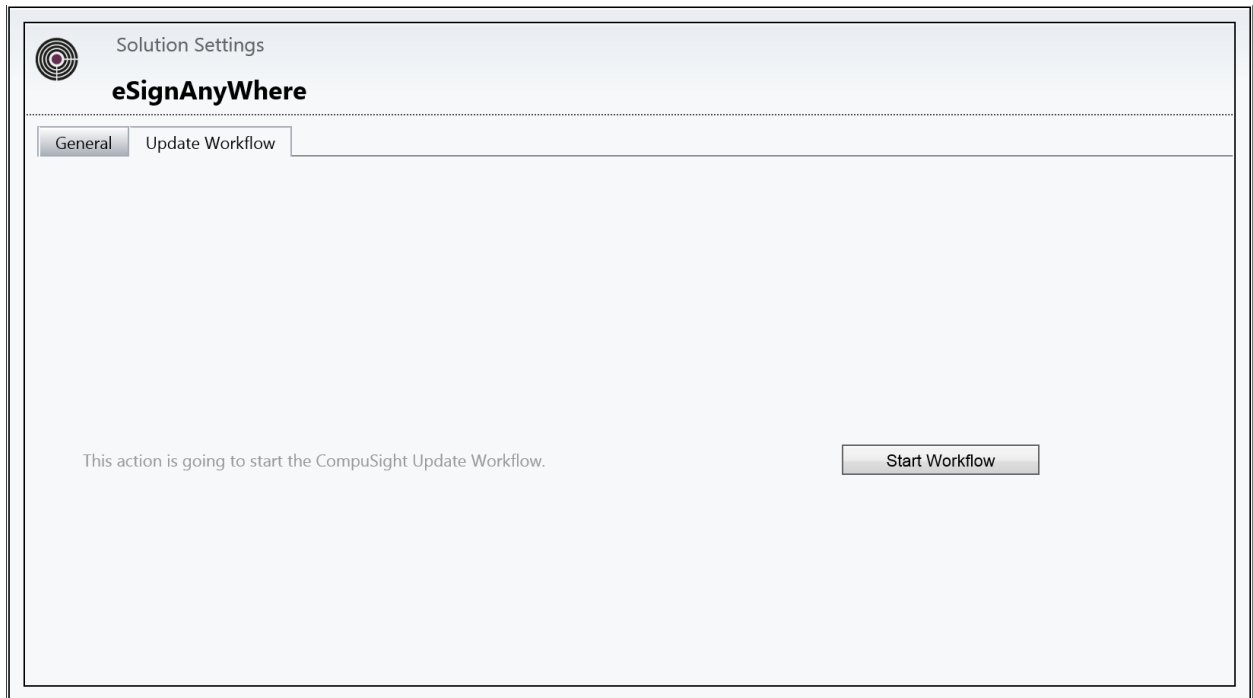 Solution Settings
eSignAnyWhere
General
Update Workflow
This action is going to start the CompuSight Update Workflow.
Start Workflow